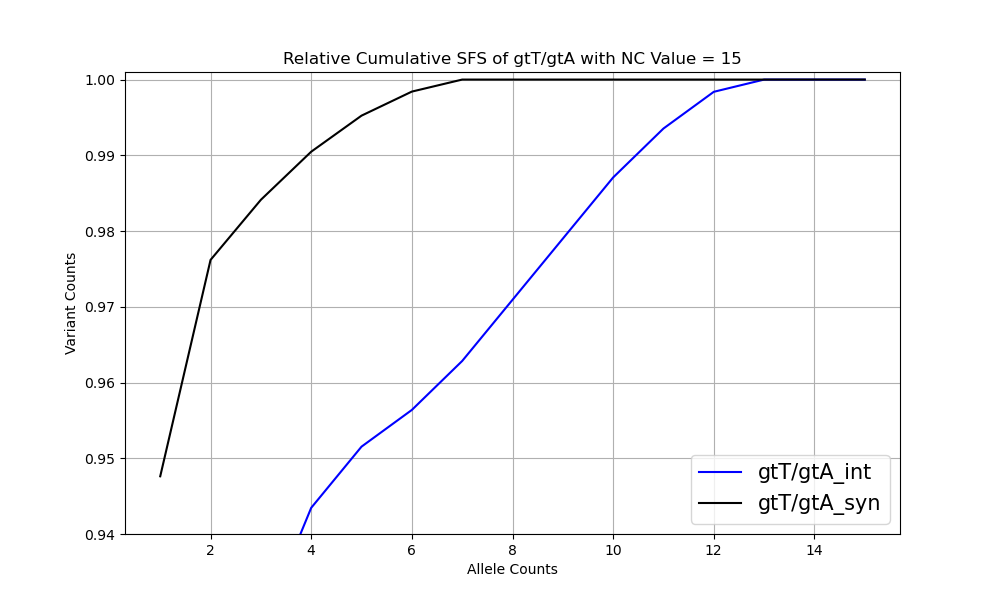 Relative Cumulative SFS of gtT/gtA with NC Value = 15
Variant Counts
1.00
0.99
0.98
0.97
0.96
0.95
0.94
2 4 6 8 10 12 14
Allele Counts
gtT/gtA_int
gtT/gtA_syn